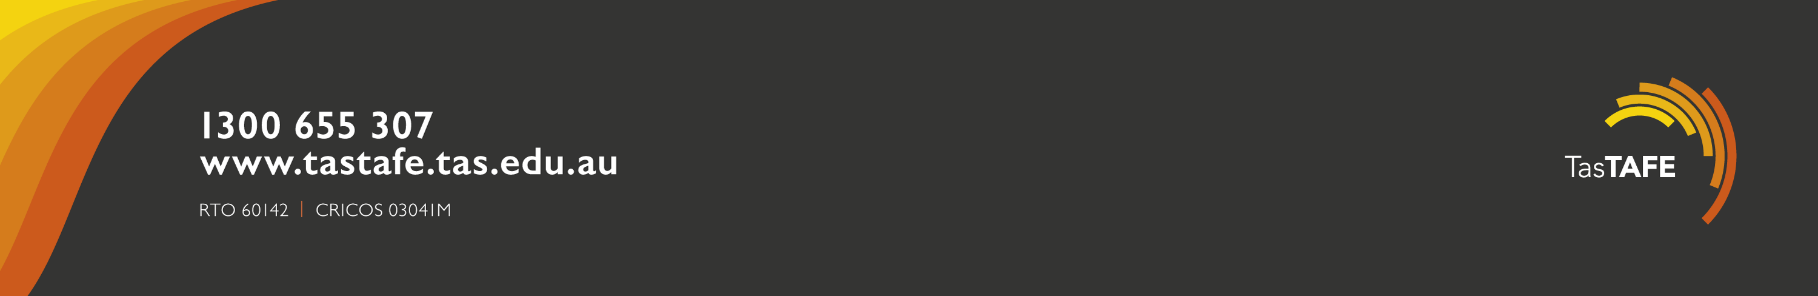 1300 655 307
www.tastafe.tas.edu.au
RTO 60142 | CRICOS 03041M
TasTAFE